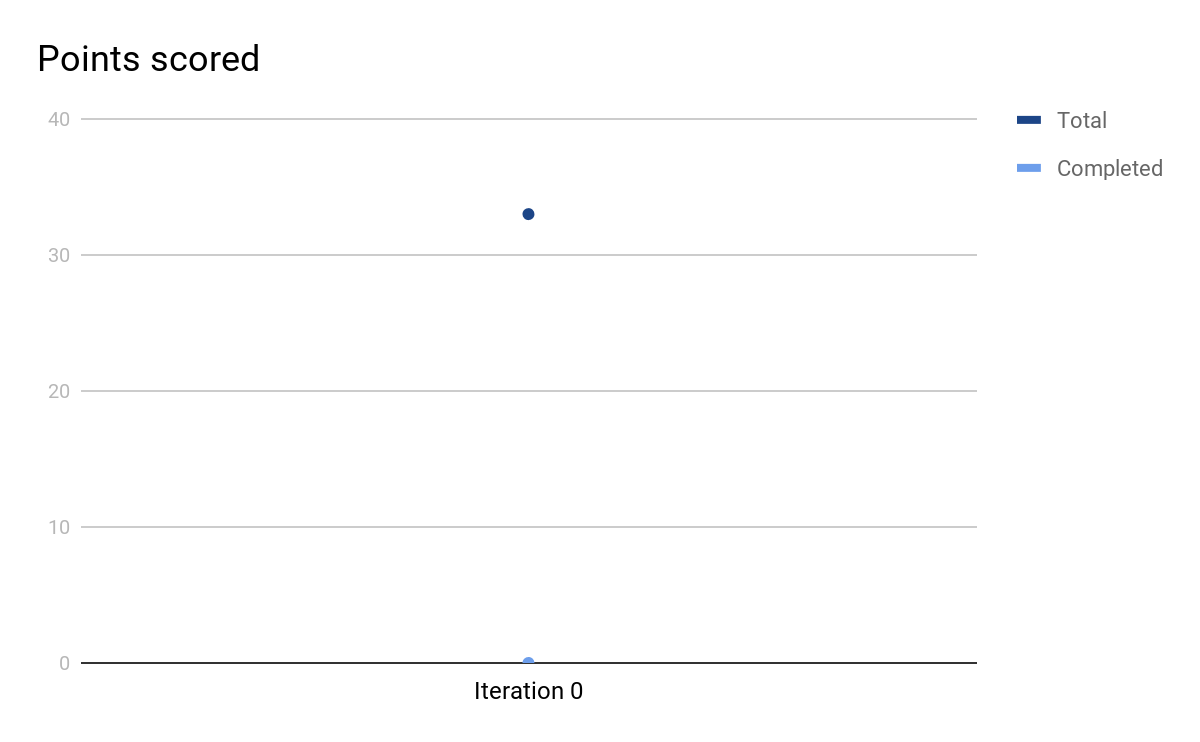 Points scored
40
30
20
10
0
Iteration 0
Total
Completed